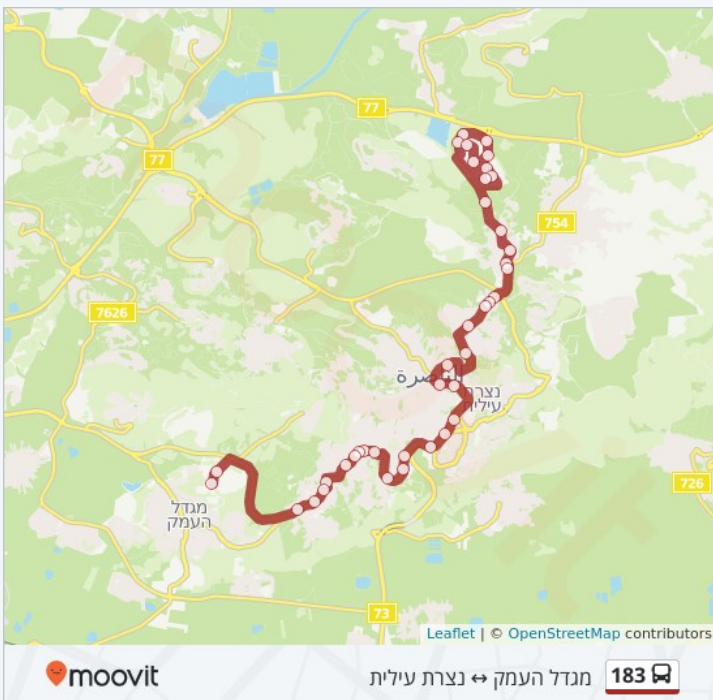 77
77
754
7626
الناصرة
נצרת
עילית
726
מגדל
העמק
73
Leaflet | © OpenStreetMap contributors
moovit
מגדל העמק ↔ נצרת עילית
183